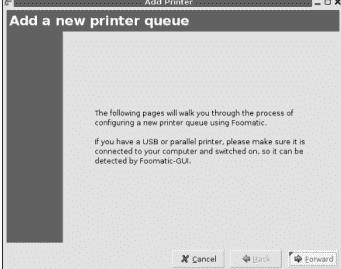 Add Printer
Add a new printer queue
The following pages will walk you through the process of
configuring a new printer queue using Foomatic.
If you have a USB or parallel printer, please make sure it is
connected to your computer and switched on, so it can be
detected by Foomatic-GUI.
Cancel
Back
Forward